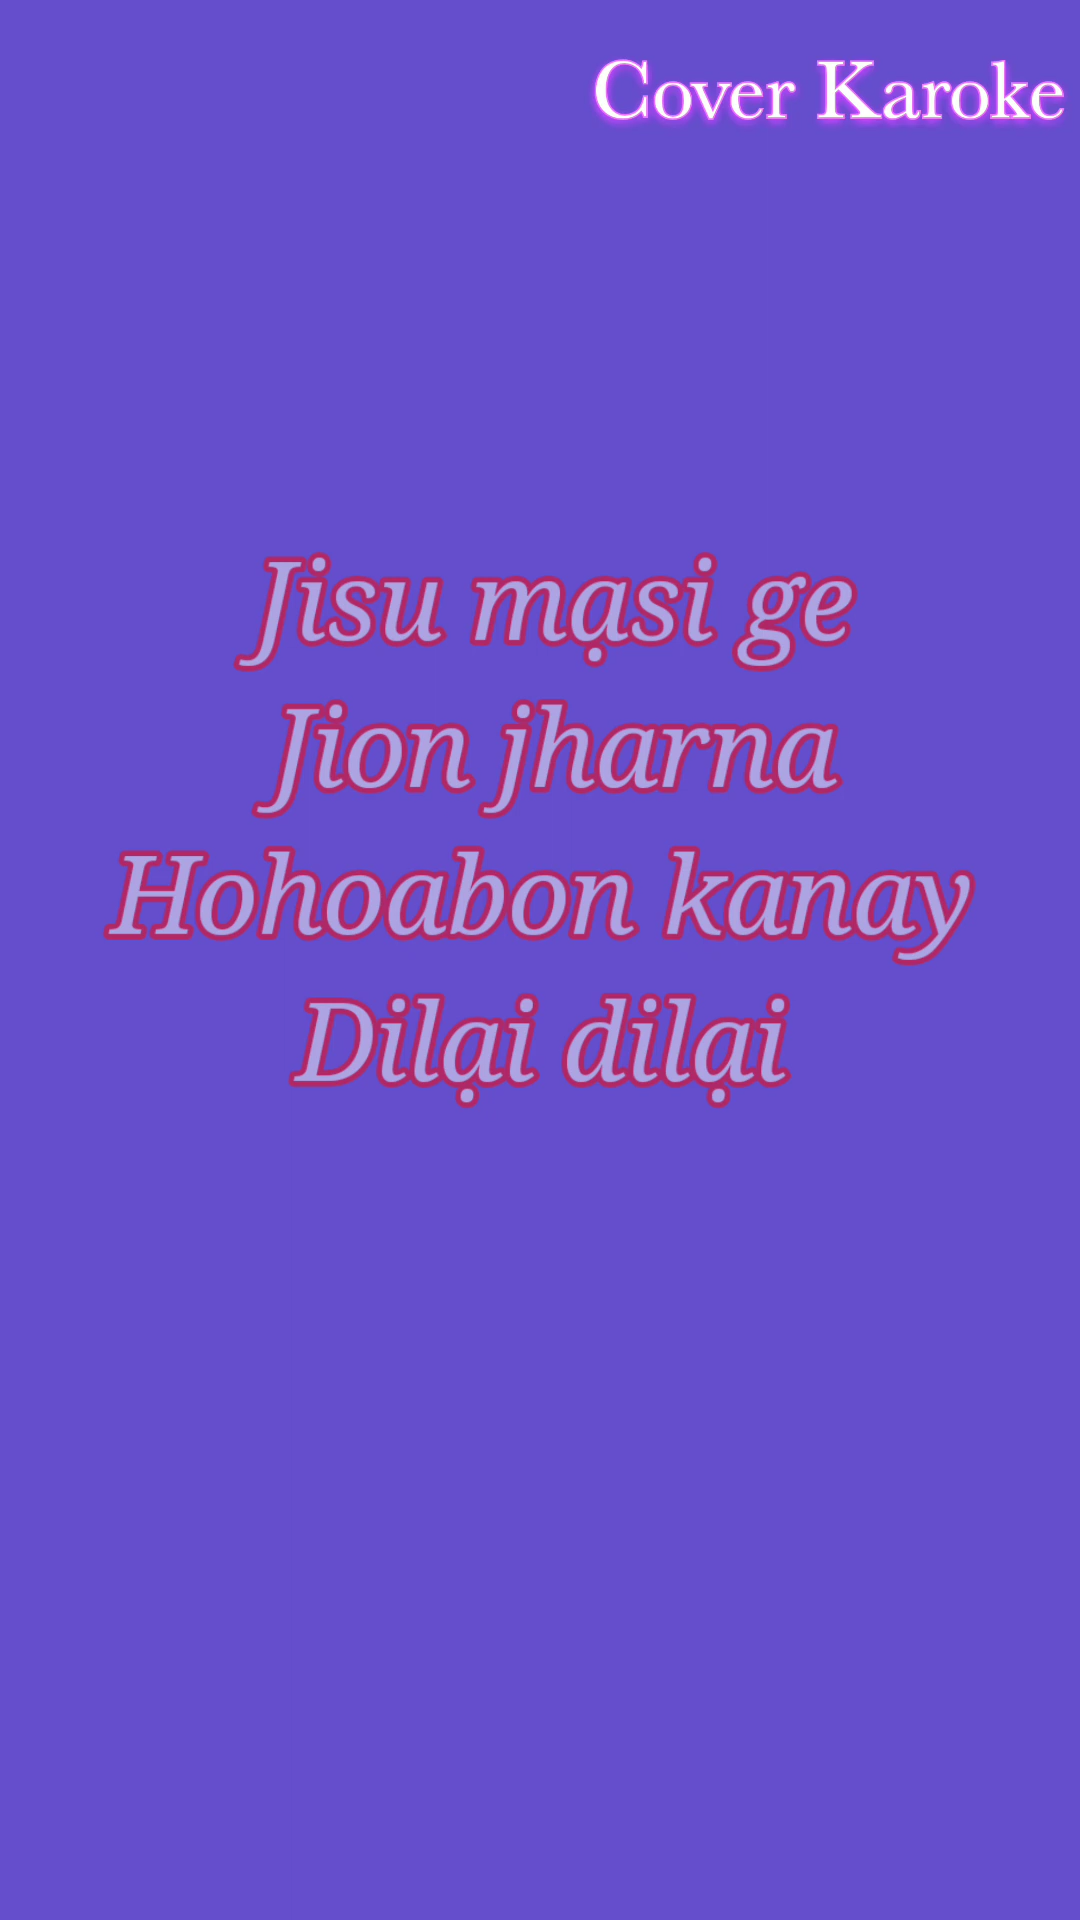 Cover Karoke
Jisu mạsi ge
Jion jharna
Hohoabon kanay
Dilại dilại